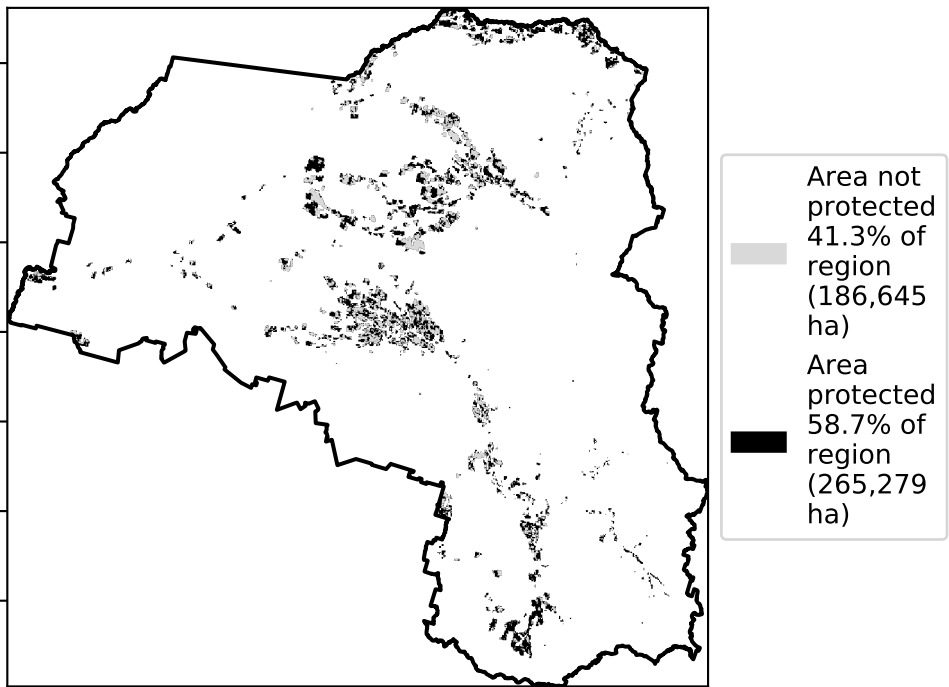 Area not
protected
41.3% of
region
(186,645
ha)
Area
protected
58.7% of
region
(265,279
ha)